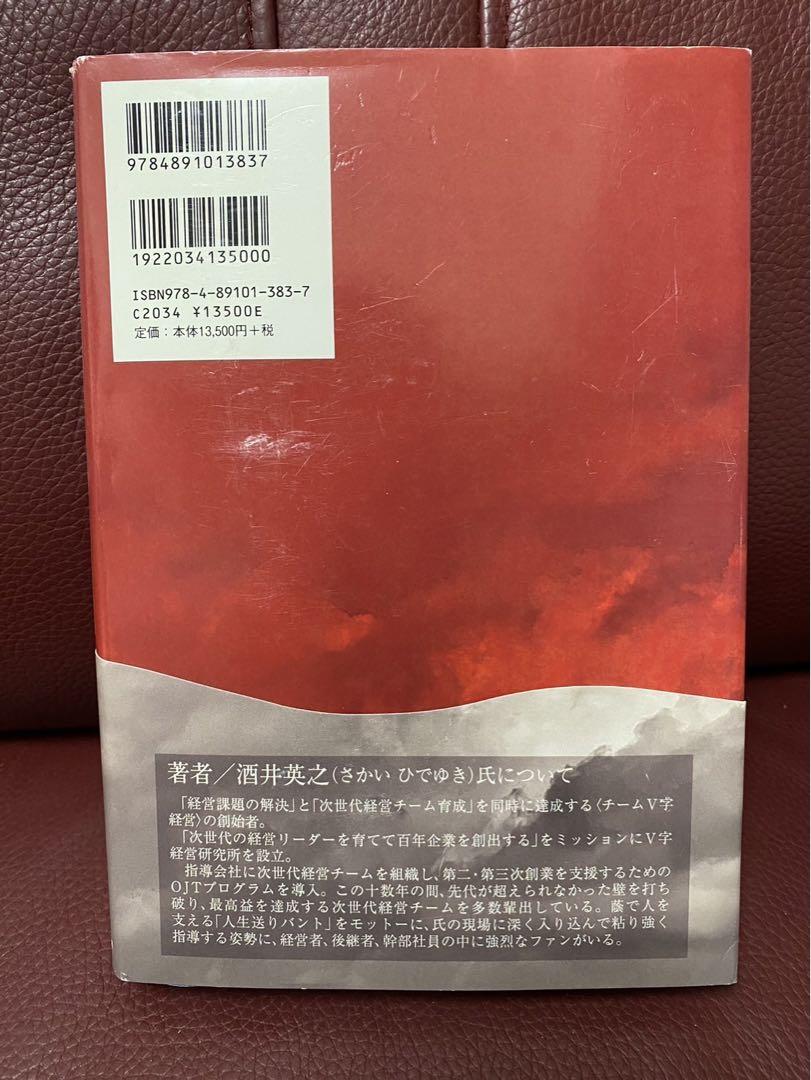 9784891013837
1922034135000
ISBN978-4-89101-383-7
C2034 ¥13500E
定価:本体13,500円+税
著者/酒井英之(さかい ひでゆき)氏について
「経営課題の解決」と「次世代経営チーム育成」を同時に達成する〈チームV字
経営〉の創始者。
「次世代の経営リーダーを育てて百年企業を創出する」をミッションにV字
経営研究所を設立。
指導会社に次世代経営チームを組織し、第二・第三次創業を支援するための
OJTプログラムを導入。この十数年の間、先代が超えられなかった壁を打ち
破り、最高益を達成する次世代経営チームを多数輩出している。蔭で人を
支える「人生送りバント」をモットーに、氏の現場に深く入り込んで粘り強く
指導する姿勢に、経営者、後継者、幹部社員の中に強烈なファンがいる。